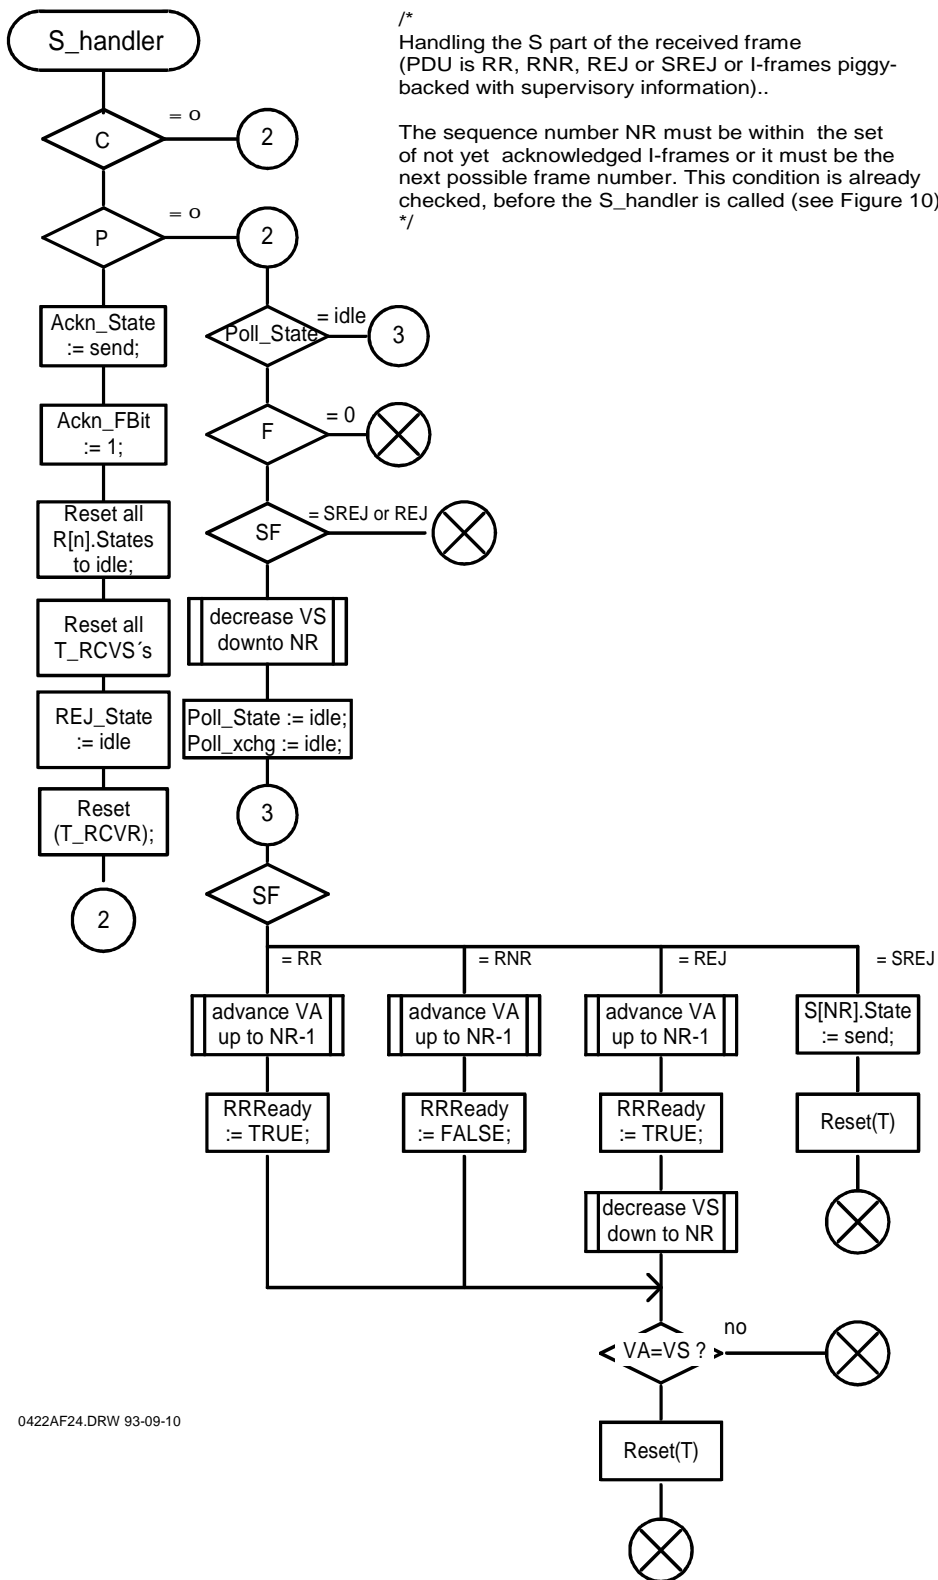 S_handler
/*
Handling the S part of the received frame
(PDU is RR, RNR, REJ or SREJ or I-frames piggy-
backed with supervisory information)..
The sequence number NR must be within the set
of not yet acknowledged I-frames or it must be the
next possible frame number. This condition is already
checked, before the S_handler is called (see Figure 10)
*/
C
= 0
2
P
= 0
2
Ackn_State
:= send;
Ackn_FBit
:= 1;
Reset all
R[n].States
to idle;
Reset all
T_RCVS´s
REJ_State
:= idle
Reset
(T_RCVR);
2
Poll_State
= idle
3
F
= 0
SF
= SREJ or REJ
decrease VS
downto NR
Poll_State := idle;
Poll_xchg := idle;
3
SF
= RR
= RNR
= REJ
= SREJ
advance VA
up to NR-1
RRReady
:= TRUE;
advance VA
up to NR-1
RRReady
:= FALSE;
advance VA
up to NR-1
RRReady
:= TRUE;
decrease VS
down to NR
S[NR].State
:= send;
Reset(T)
VA=VS ?
no
Reset(T)
0422AF24.DRW 93-09-10